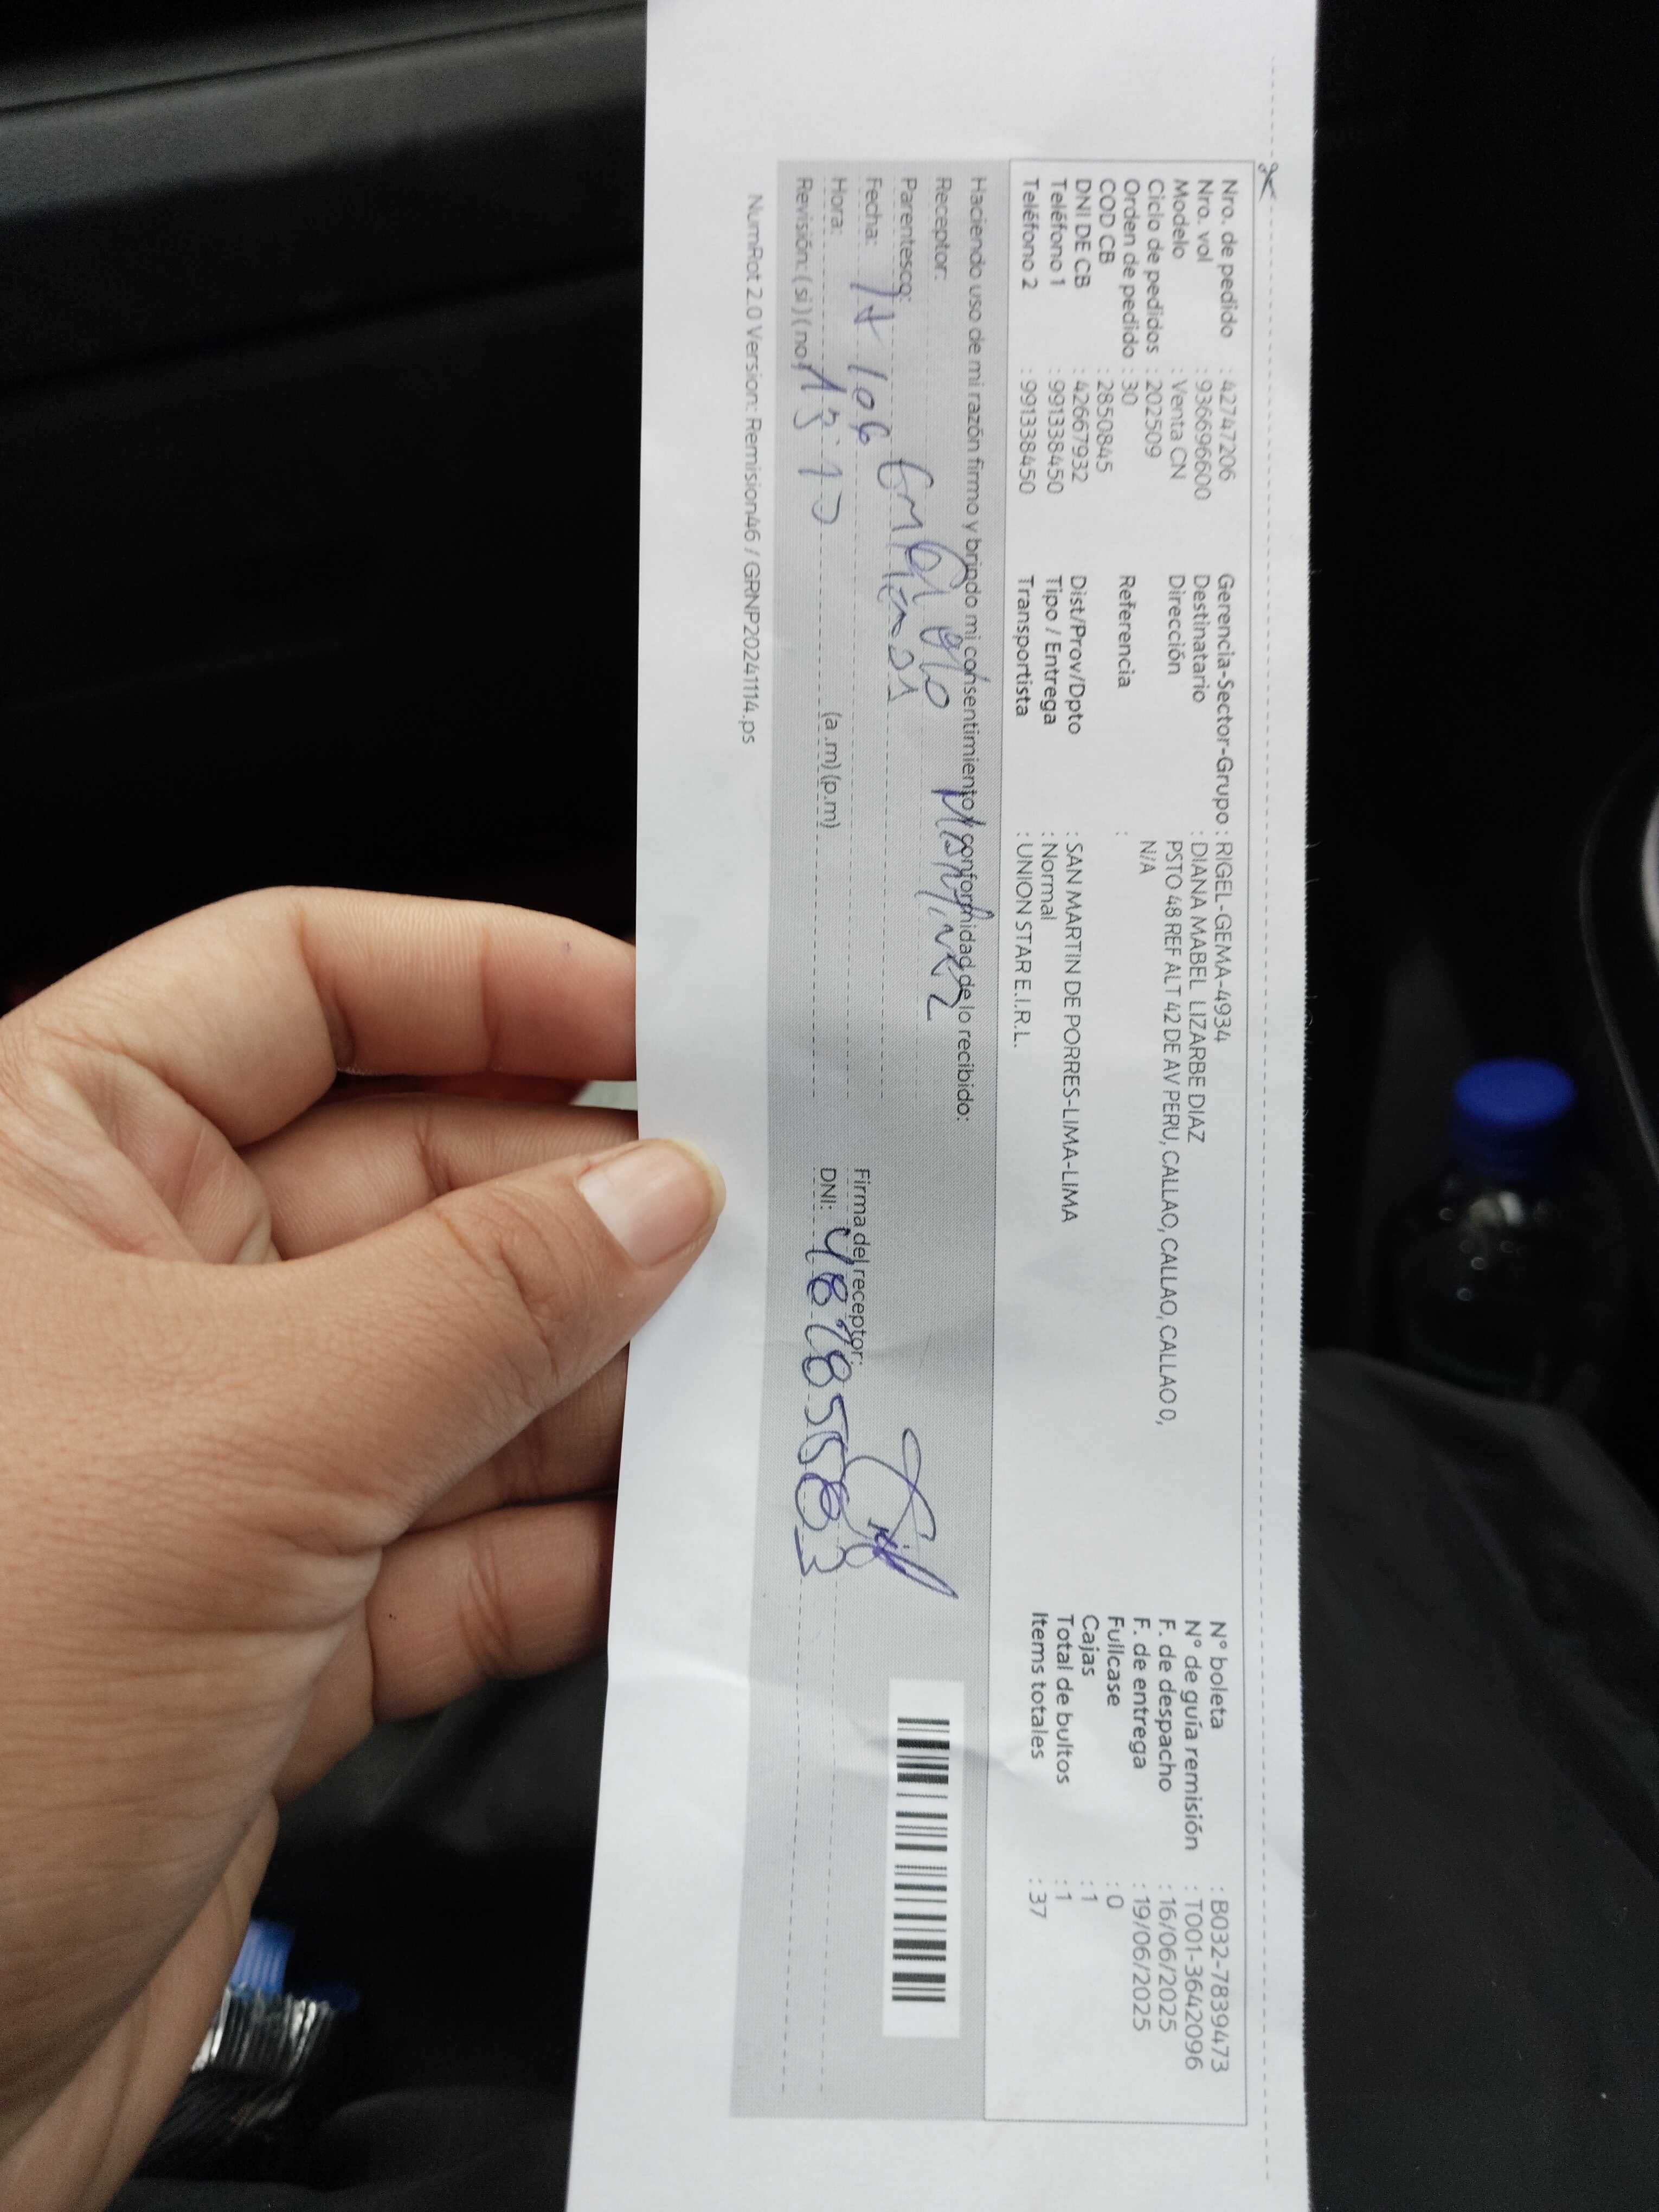 Nro. de pedido : 42747206
Nro. vol : 936696600
Modelo : Venta CN
Ciclo de pedidos : 202509
Orden de pedido : 30
COD CB : 2850845
DNI DE CB : 42667932
Teléfono 1 : 991338450
Teléfono 2 : 991338450
Gerencia-Sector-Grupo : RIGEL-GEMA-4934
Destinatario : DIANA MABEL LIZARBE DIAZ
Dirección PSTO 48 REF ALT 42 DE AV PERU, CALLAO, CALLAO, CALLAO 0,
N/A
Referencia :
Dist/Prov/Dpto : SAN MARTIN DE PORRES-LIMA-LIMA
Tipo / Entrega : Normal
Transportista : UNION STAR E.I.R.L.
N° boleta : B032-7839473
N° de guía remisión : T001-3642096
F. de despacho : 16/06/2025
F. de entrega : 19/06/2025
Fullcase : 0
Cajas : 1
Total de bultos : 1
Items totales : 37
Haciendo uso de mi razón firmo y brindo mi consentimiento y conformidad de lo recibido:
Receptor: Martinez
Parentesco:
Fecha:
Hora: (a.m) (p.m)
Revisión: ( si ) ( no )
Firma del receptor:
DNI:
NumRot 2.0 Version: Remision46 / GRNP20241114.ps